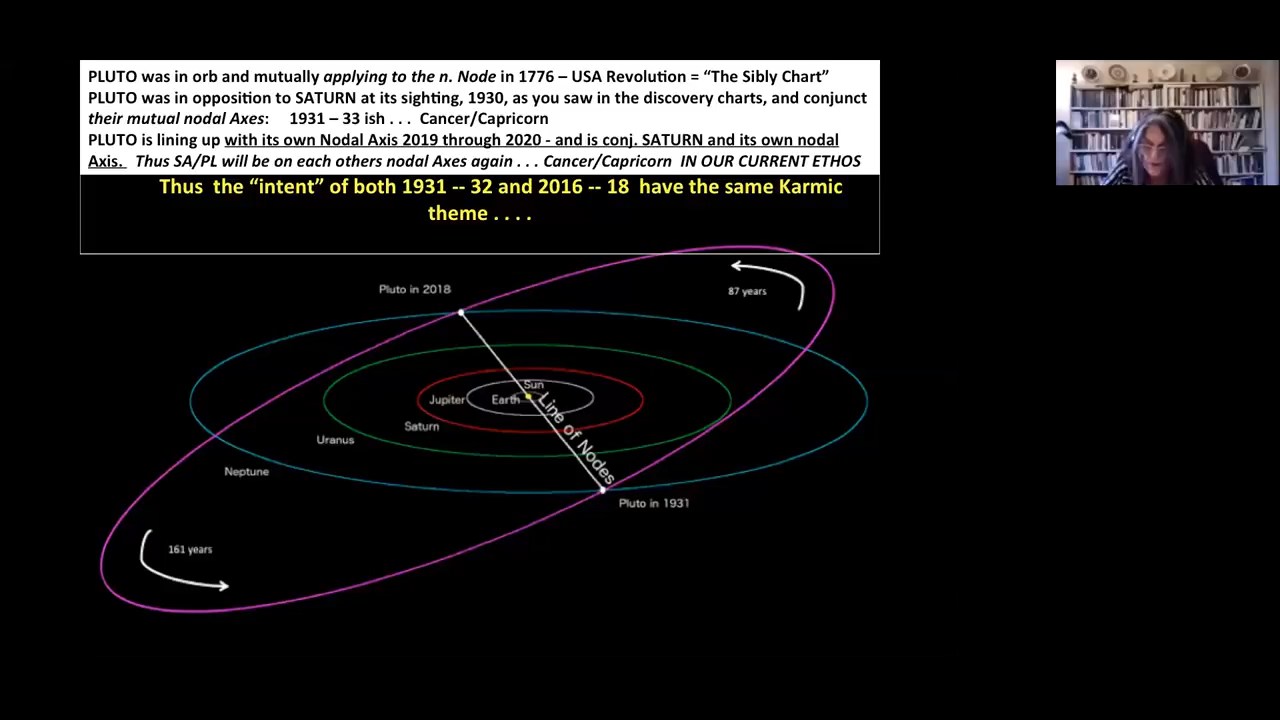 PLUTO was in orb and mutually applying to the n. Node in 1776 – USA Revolution = “The Sibly Chart”
PLUTO was in opposition to SATURN at its sighting, 1930, as you saw in the discovery charts, and conjunct
their mutual nodal Axes: 1931 – 33 ish . . . Cancer/Capricorn
PLUTO is lining up with its own Nodal Axis 2019 through 2020 - and is conj. SATURN and its own nodal
Axis. Thus SA/PL will be on each others nodal Axes again . . . Cancer/Capricorn IN OUR CURRENT ETHOS
Thus the “intent” of both 1931 -- 32 and 2016 -- 18 have the same Karmic
theme . . . .
Pluto in 2018
87 years
Sun
Jupiter
Earth
Line of Nodes
Saturn
Uranus
Neptune
Pluto in 1931
161 years